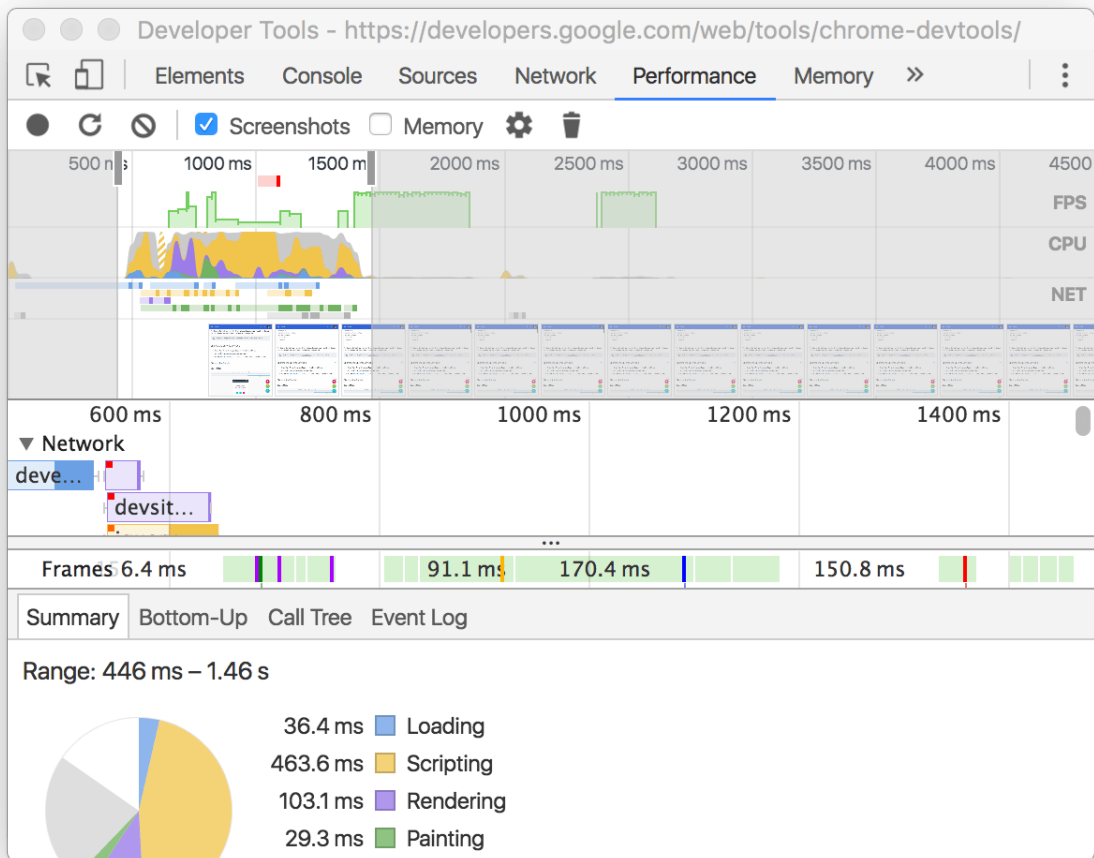 Developer Tools - https://developers.google.com/web/tools/chrome-devtools/
Elements Console Sources Network Performance Memory »
Screenshots Memory
1000 ms 2000 ms 2500 ms 3000 ms 3500 ms 4000 ms 4500
FPS
CPU
NET
600 ms 800 ms 1000 ms 1200 ms 1400 ms
Network
deve...
devsit...
Frames 6.4 ms 91.1 ms 170.4 ms 150.8 ms
Summary Bottom-Up Call Tree Event Log
Range: 446 ms – 1.46 s
36.4 ms Loading
463.6 ms Scripting
103.1 ms Rendering
29.3 ms Painting